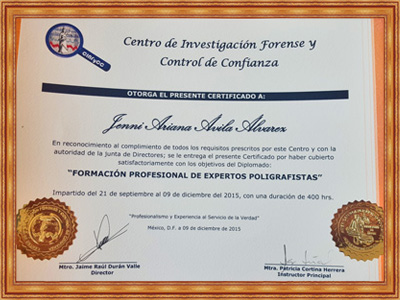 CIFyCC
Centro de Investigación Forense y
Control de Confianza
OTORGA EL PRESENTE CERTIFICADO A:
Jenni Ariana Avila Alvarez
En reconocimiento al cumplimiento de todos los requisitos prescritos por este Centro y con la
autoridad de la Junta de Directores; se le entrega el presente Certificado por haber cubierto
satisfactoriamente con los objetivos del Diplomado:
"FORMACIÓN PROFESIONAL DE EXPERTOS POLIGRAFISTAS"
Impartido del 21 de septiembre al 09 de diciembre de 2015, con una duración de 400 hrs.
"Profesionalismo y Experiencia al Servicio de la Verdad"
México, D.F. a 09 de diciembre de 2015
Mtro. Jaime Raúl Durán Valle
Director
Mtra. Patricia Cortina Herrera
Instructor Principal